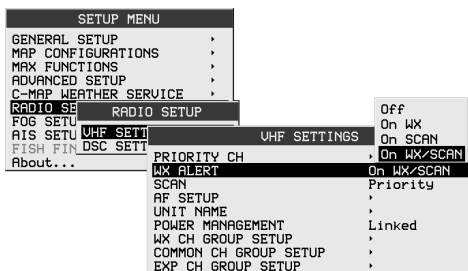 SETUP MENU
GENERAL SETUP
MAP CONFIGURATIONS
MAX FUNCTIONS
ADVANCED SETUP
C-MAP WEATHER SERVICE
RADIO SE
FOG SETU
AIS SETU
FISH FIN
About...
RADIO SETUP
VHF SETT
DSC SETT
VHF SETTINGS
PRIORITY CH
WX ALERT On WX/SCAN
SCAN Priority
AF SETUP
UNIT NAME
POWER MANAGEMENT Linked
WX CH GROUP SETUP
COMMON CH GROUP SETUP
EXP CH GROUP SETUP
Off
On WX
On SCAN
On WX/SCAN